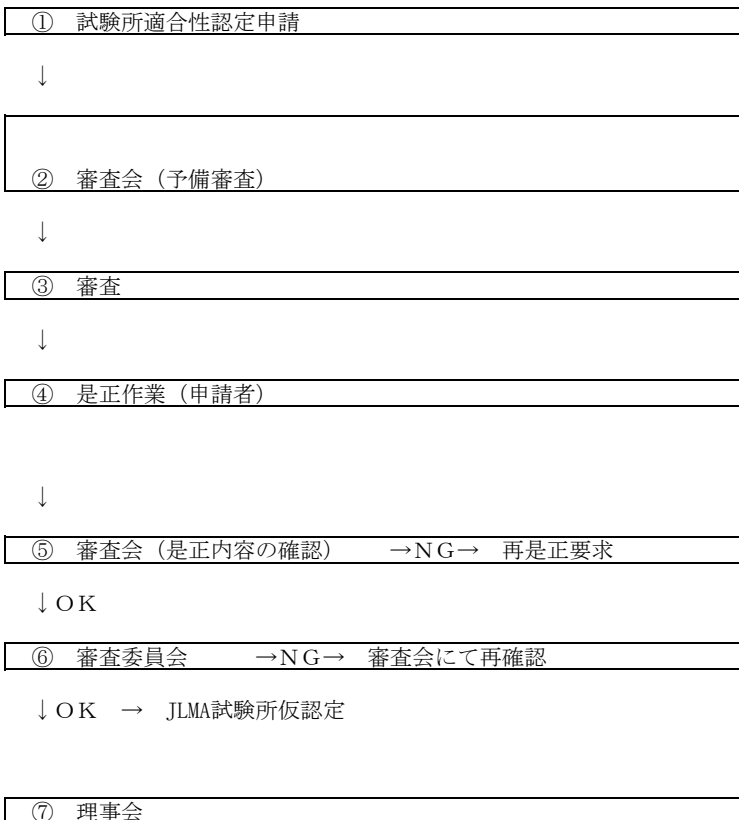 ① 試験所適合性認定申請
↓
② 審査会（予備審査）
↓
③ 審査
↓
④ 是正作業（申請者）
↓
⑤ 審査会（是正内容の確認） →ＮＧ→ 再是正要求
↓ＯＫ
⑥ 審査委員会 →ＮＧ→ 審査会にて再確認
↓ＯＫ → JLMA試験所仮認定
⑦ 理事会